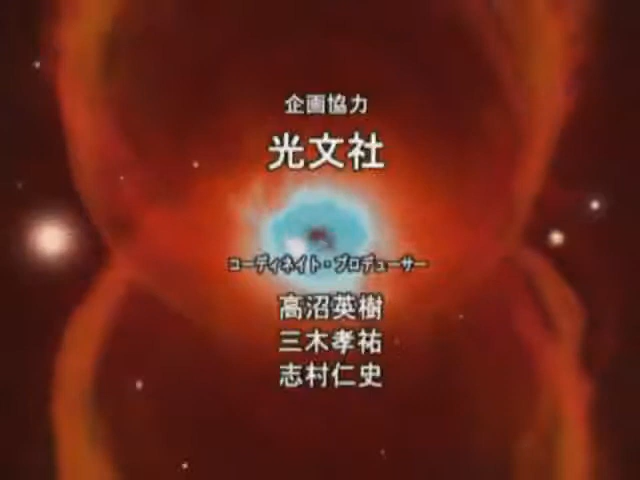 企画協力
光文社
コーディネイト・プロデューサー
高沼英樹
三木孝祐
志村仁史